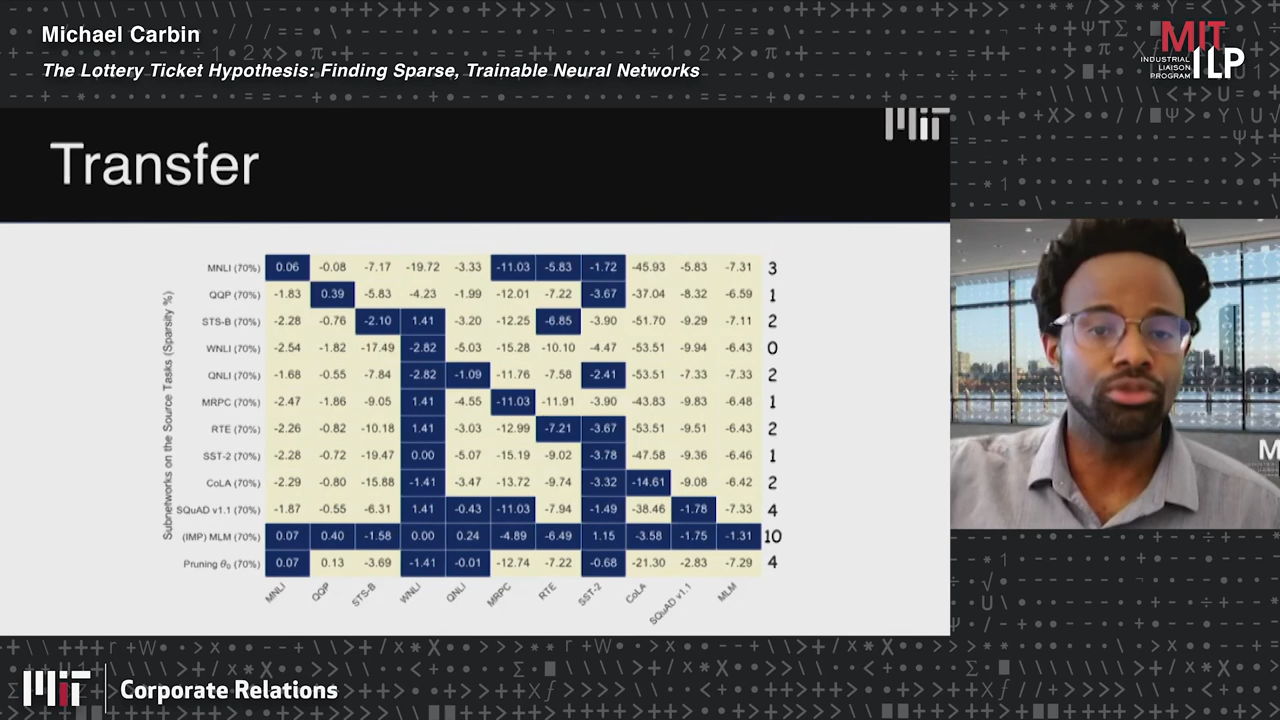 Michael Carbin
The Lottery Ticket Hypothesis: Finding Sparse, Trainable Neural Networks
MIT
INDUSTRIAL
LIAISON
PROGRAM
ILP
MIT
Transfer
Subnetworks on the Source Tasks (Sparsity %)
MNLI (70%) 0.06 -0.08 -7.17 -19.72 -3.33 -11.03 -5.83 -1.72 -45.93 -5.83 -7.31 3
QQP (70%) -1.83 0.39 -5.83 -4.23 -1.99 -12.01 -7.22 -3.67 -37.04 -8.32 -6.59 1
STS-B (70%) -2.28 -0.76 -2.10 1.41 -3.20 -12.25 -6.85 -3.90 -51.70 -9.29 -7.11 2
WNLI (70%) -2.54 -1.82 -17.49 -2.82 -5.03 -15.28 -10.10 -4.47 -53.51 -9.94 -6.43 0
QNLI (70%) -1.68 -0.55 -7.84 -2.82 -1.09 -11.76 -7.58 -2.41 -53.51 -7.33 -7.33 2
MRPC (70%) -2.47 -1.86 -9.05 1.41 -4.55 -11.03 -11.91 -3.90 -43.83 -9.83 -6.48 1
RTE (70%) -2.26 -0.82 -10.18 1.41 -3.03 -12.99 -7.21 -3.67 -53.51 -9.51 -6.43 2
SST-2 (70%) -2.28 -0.72 -19.47 0.00 -5.07 -15.19 -9.02 -3.78 -47.58 -9.36 -6.46 1
CoLA (70%) -2.29 -0.80 -15.88 -1.41 -3.47 -13.72 -9.74 -3.32 -14.61 -9.08 -6.42 2
SQuAD v1.1 (70%) -1.87 -0.55 -6.31 1.41 -0.43 -11.03 -7.94 -1.49 -38.46 -1.78 -7.33 4
(IMP) MLM (70%) 0.07 0.40 -1.58 0.00 0.24 -4.89 -6.49 1.15 -3.58 -1.75 -1.31 10
Pruning θ₀ (70%) 0.07 0.13 -3.69 -1.41 -0.01 -12.74 -7.22 -0.68 -21.30 -2.83 -7.29 4
MNLI QQP STS-B WNLI QNLI MRPC RTE SST-2 CoLA SQuAD v1.1 MLM
MIT Corporate Relations